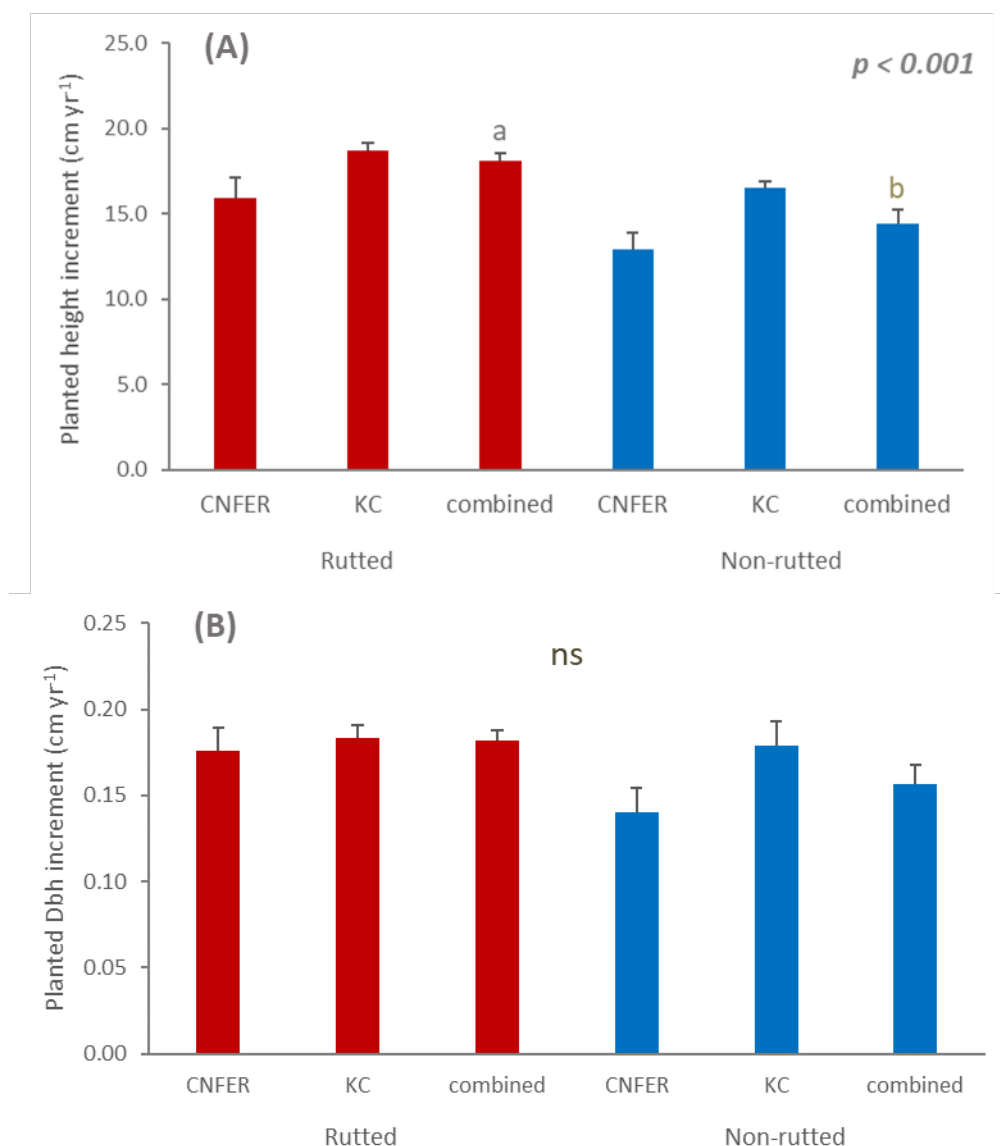 (A)
p < 0.001
Planted height increment (cm yr⁻¹)
25.0
20.0
15.0
10.0
5.0
0.0
a
b
CNFER KC combined CNFER KC combined
Rutted Non-rutted
(B)
ns
Planted Dbh increment (cm yr⁻¹)
0.25
0.20
0.15
0.10
0.05
0.00
CNFER KC combined CNFER KC combined
Rutted Non-rutted